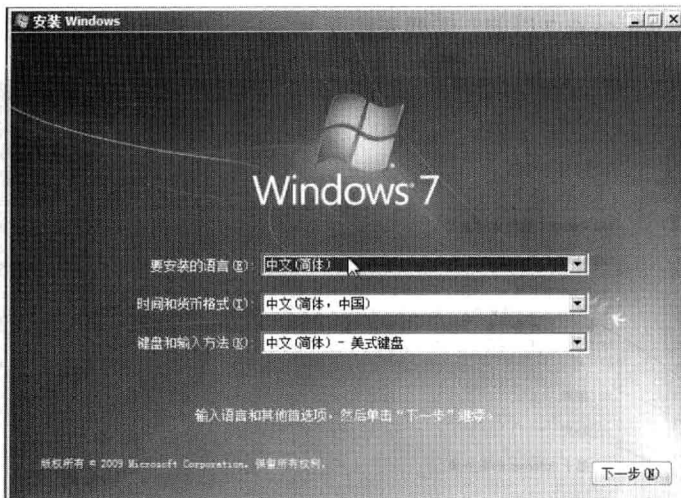 安装 Windows
Windows 7
要安装的语言(E): 中文(简体)
时间和货币格式(T): 中文(简体，中国)
键盘和输入方法(K): 中文(简体) - 美式键盘
输入语言和其他首选项，然后单击“下一步”继续。
版权所有 © 2009 Microsoft Corporation。保留所有权利。
下一步(N)